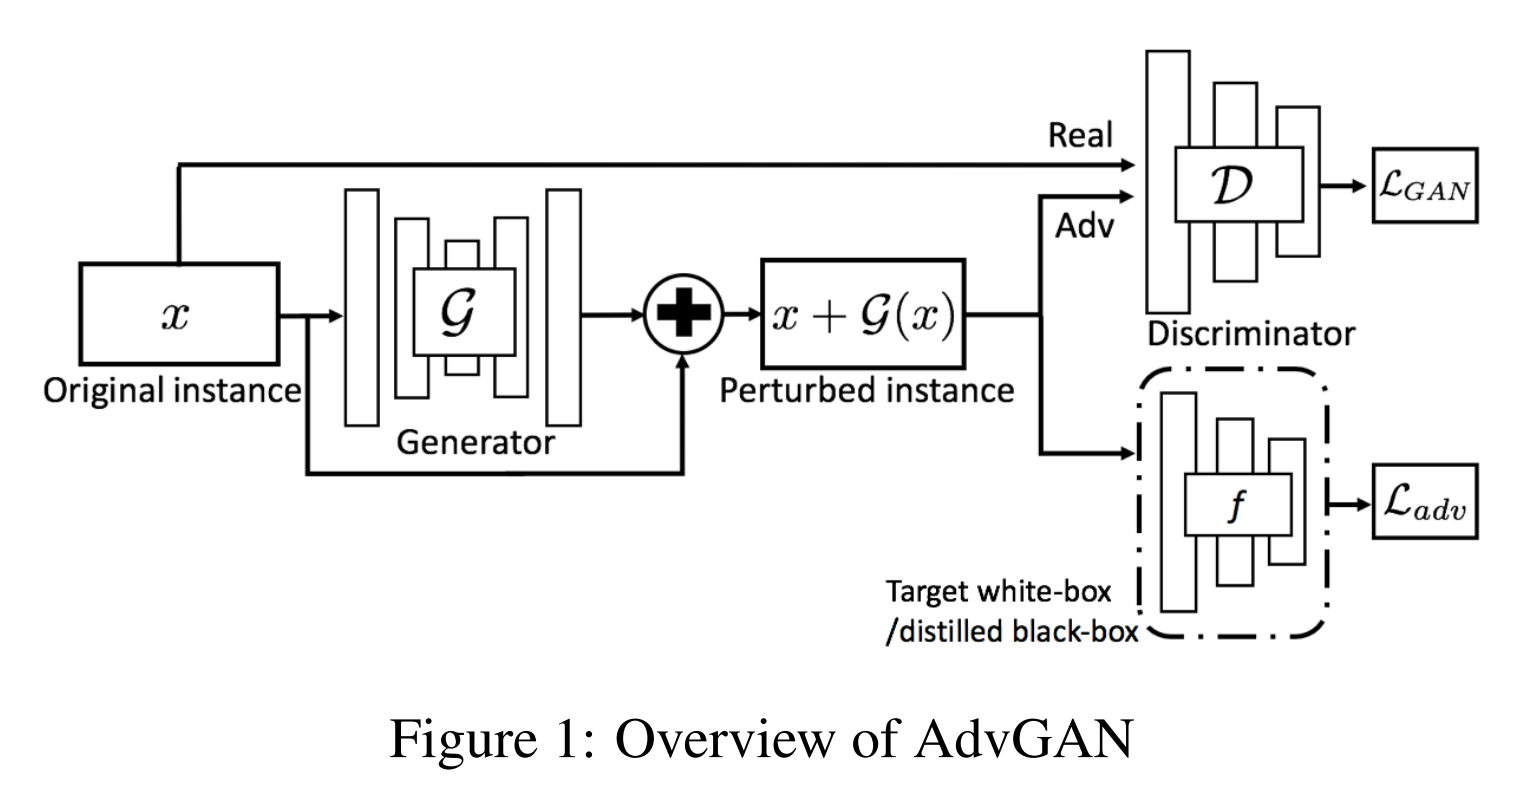 Real
Adv
𝒟
ℒ_GAN
Discriminator
x
Original instance
𝒢
Generator
x + 𝒢(x)
Perturbed instance
f
ℒ_adv
Target white-box
/distilled black-box
Figure 1: Overview of AdvGAN